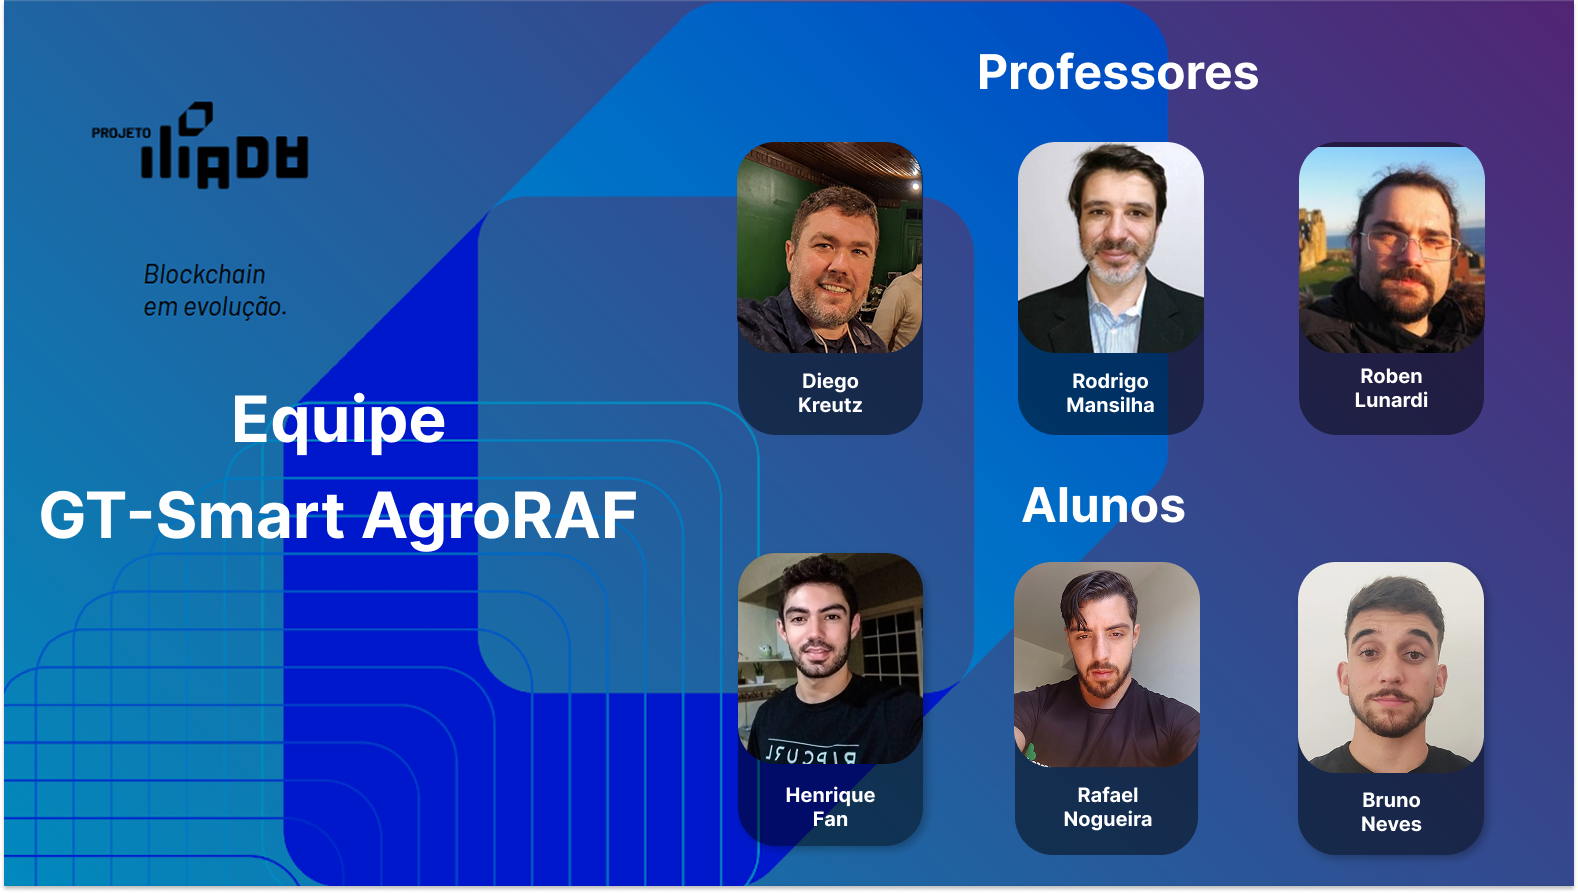 PROJETO
ILIADA
Blockchain
em evolução.
Equipe
GT-Smart AgroRAF
Professores
Diego
Kreutz
Rodrigo
Mansilha
Roben
Lunardi
Alunos
RIPCURL
Henrique
Fan
Rafael
Nogueira
Bruno
Neves